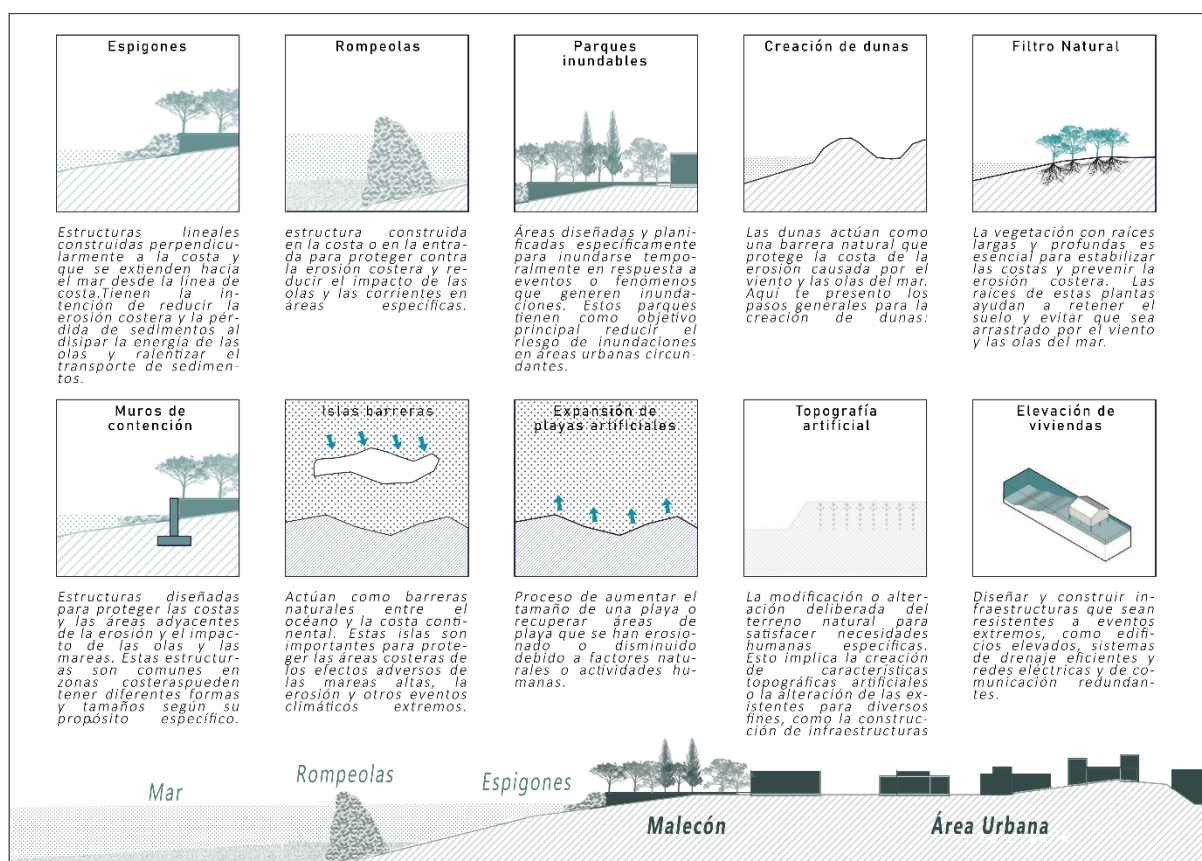 Espigones
Estructuras lineales
construidas perpendicu-
larmente a la costa y
que se extienden hacia
el mar desde la línea de
costa.Tienen la in-
tención de reducir la
erosión costera y la pér-
dida de sedimentos al
disipar la energía de las
olas y ralentizar el
transporte de sedimen-
tos.
Rompeolas
estructura construida
en la costa o en la entra-
da para proteger contra
la erosión costera y re-
ducir el impacto de las
olas y las corrientes en
áreas específicas.
Parques
inundables
Áreas diseñadas y plani-
ficadas específicamente
para inundarse tempo-
ralmente en respuesta a
eventos o fenómenos
que generen inunda-
ciones. Estos parques
tienen como objetivo
principal reducir el
riesgo de inundaciones
en áreas urbanas circun-
dantes.
Creación de dunas
Las dunas actúan como
una barrera natural que
protege la costa de la
erosión causada por el
viento y las olas del mar.
Aquí te presento los
pasos generales para la
creación de dunas:
Filtro Natural
La vegetación con raíces
largas y profundas es
esencial para estabilizar
las costas y prevenir la
erosión costera. Las
raíces de estas plantas
ayudan a retener el
suelo y evitar que sea
arrastrado por el viento
y las olas del mar.
Muros de
contención
Estructuras diseñadas
para proteger las costas
y las áreas adyacentes
de la erosión y el impac-
to de las olas y las
mareas. Estas estructur-
as son comunes en
zonas costeraspueden
tener diferentes formas
y tamaños según su
propósito específico.
Islas barreras
Actúan como barreras
naturales entre el
océano y la costa conti-
nental. Estas islas son
importantes para prote-
ger las áreas costeras de
los efectos adversos de
las mareas altas, la
erosión y otros eventos
climáticos extremos.
Expansión de
playas artificiales
Proceso de aumentar el
tamaño de una playa o
recuperar áreas de
playa que se han erosio-
nado o disminuido
debido a factores natu-
rales o actividades hu-
manas.
Topografía
artificial
La modificación o alter-
ación deliberada del
terreno natural para
satisfacer necesidades
humanas específicas.
Esto implica la creación
de características
topográficas artificiales
o la alteración de las ex-
istentes para diversos
fines, como la construc-
ción de infraestructuras
Elevación de
viviendas
Diseñar y construir in-
fraestructuras que sean
resistentes a eventos
extremos, como edifi-
cios elevados, sistemas
de drenaje eficientes y
redes eléctricas y de co-
municación redundan-
tes.
Mar
Rompeolas
Espigones
Malecón
Área Urbana